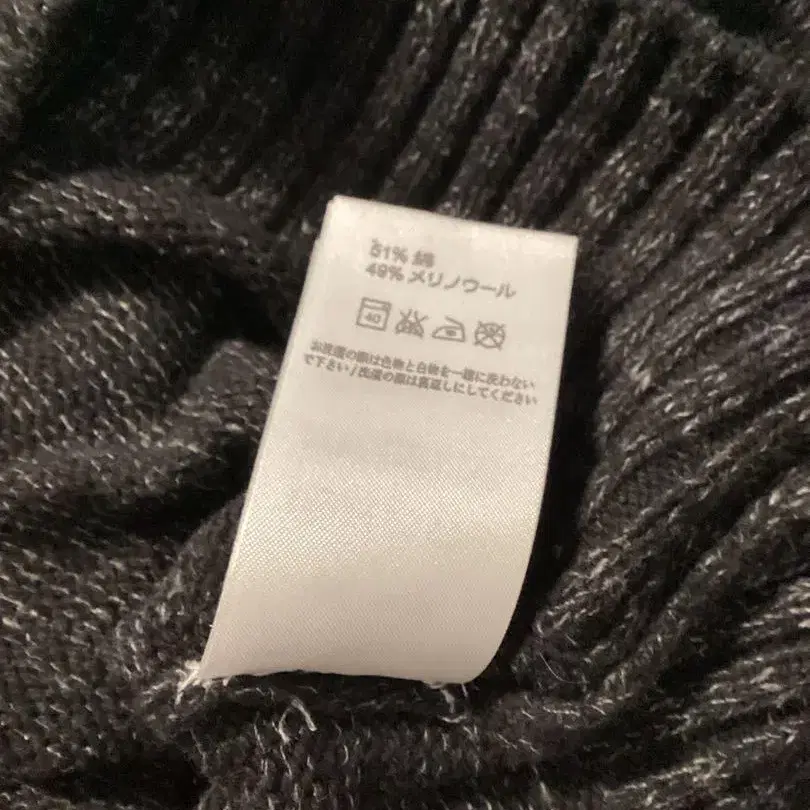 51% 綿
49% メリノウール
40
お洗濯の際は色物と白物を一緒に洗わない
で下さい/洗濯の際は裏返しにしてください